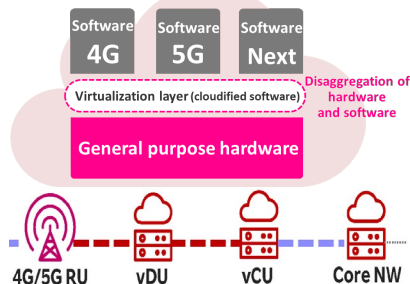 Software Software Software
4G 5G Next
Virtualization layer (cloudified software)
Disaggregation of
hardware
and software
General purpose hardware
4G/5G RU vDU vCU Core NW